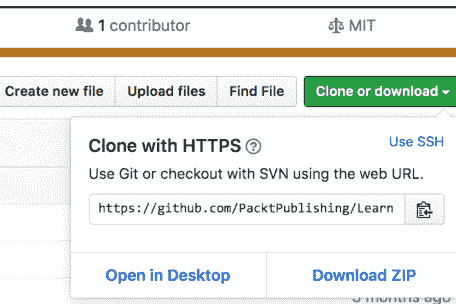 1 contributor
MIT
Create new file
Upload files
Find File
Clone or download
Clone with HTTPS
Use SSH
Use Git or checkout with SVN using the web URL.
https://github.com/PacktPublishing/Learn
Open in Desktop
Download ZIP
months ago